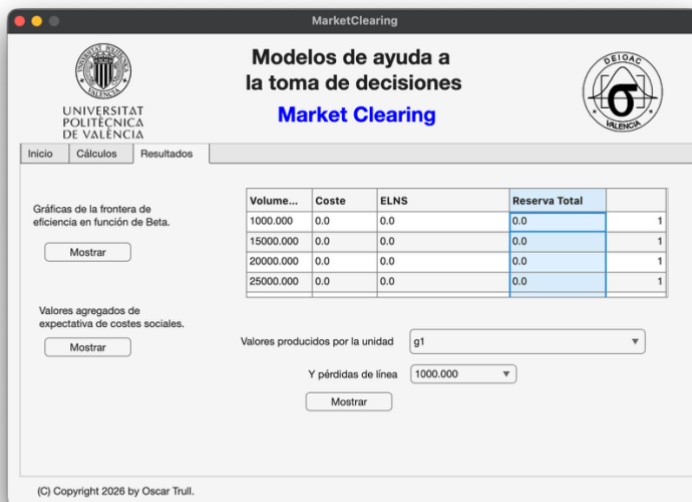 MarketClearing
UNIVERSITAT
POLITÈCNICA
DE VALÈNCIA
Modelos de ayuda a
la toma de decisiones
Market Clearing
DEIOAC
σ
VALENCIA
Inicio Cálculos Resultados
Gráficas de la frontera de
eficiencia en función de Beta.
Mostrar
Valores agregados de
expectativa de costes sociales.
Mostrar
Volume... Coste ELNS Reserva Total
1000.000 0.0 0.0 0.0 1
15000.000 0.0 0.0 0.0 1
20000.000 0.0 0.0 0.0 1
25000.000 0.0 0.0 0.0 1
Valores producidos por la unidad g1
Y pérdidas de línea 1000.000
Mostrar
(C) Copyright 2026 by Oscar Trull.